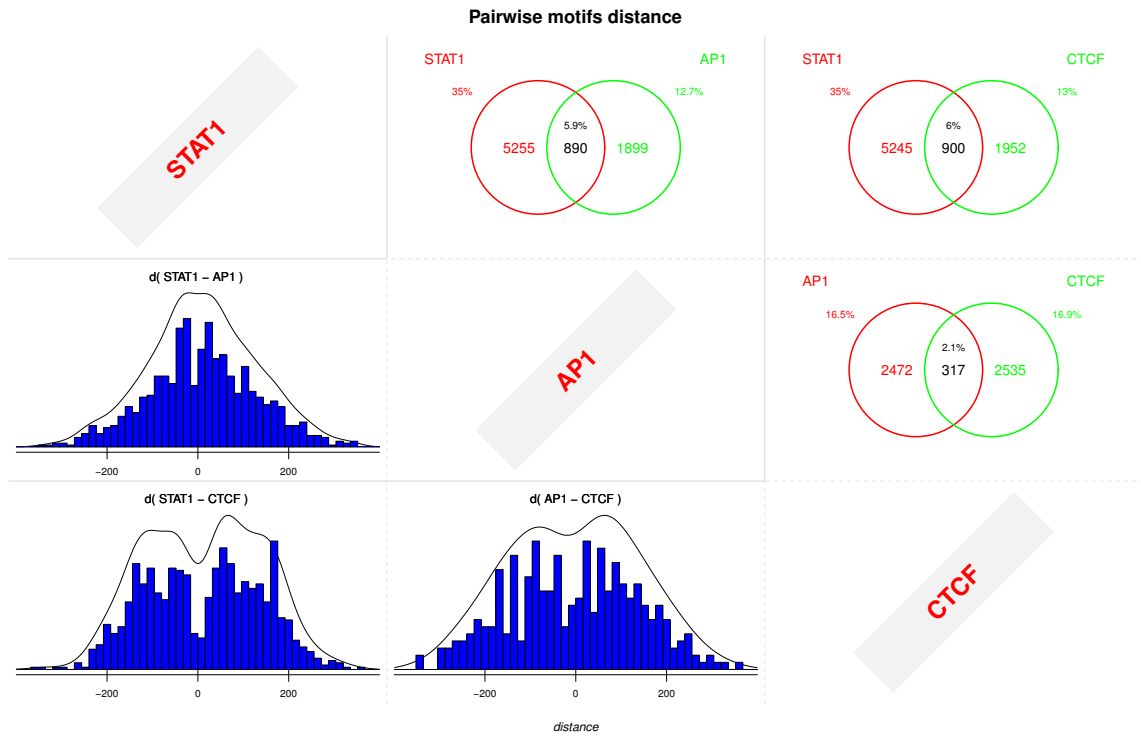 Pairwise motifs distance
STAT1
STAT1 AP1
35% 12.7%
5.9%
5255 890 1899
STAT1 CTCF
35% 13%
6%
5245 900 1952
d( STAT1 − AP1 )
−200 0 200
AP1
AP1 CTCF
16.5% 16.9%
2.1%
2472 317 2535
d( STAT1 − CTCF )
−200 0 200
d( AP1 − CTCF )
−200 0 200
CTCF
distance